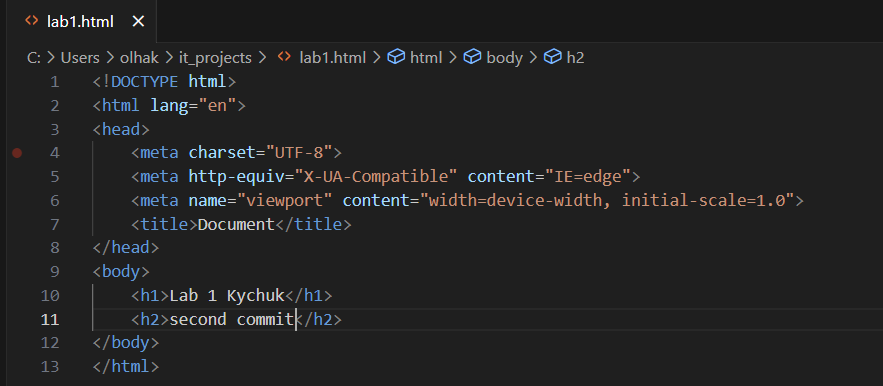 lab1.html
C: > Users > olhak > it_projects > lab1.html > html > body > h2
1 <!DOCTYPE html>
2 <html lang="en">
3 <head>
4     <meta charset="UTF-8">
5     <meta http-equiv="X-UA-Compatible" content="IE=edge">
6     <meta name="viewport" content="width=device-width, initial-scale=1.0">
7     <title>Document</title>
8 </head>
9 <body>
10     <h1>Lab 1 Kychuk</h1>
11     <h2>second commit</h2>
12 </body>
13 </html>